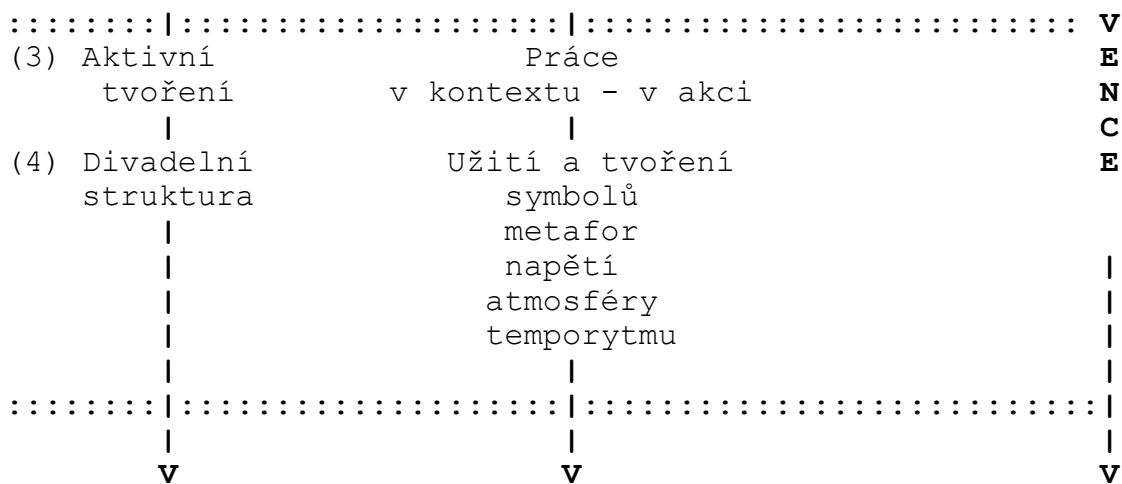 ::::::::|::::::::::::::::::::|:::::::::::::::::::::::::: V
(3) Aktivní Práce E
tvoření v kontextu - v akci N
| | C
(4) Divadelní Užití a tvoření E
struktura symbolů
| metafor
| napětí |
| atmosféry |
| temporytmu |
| | |
::::::::|::::::::::::::::::::|:::::::::::::::::::::::::::|
| | |
V V V